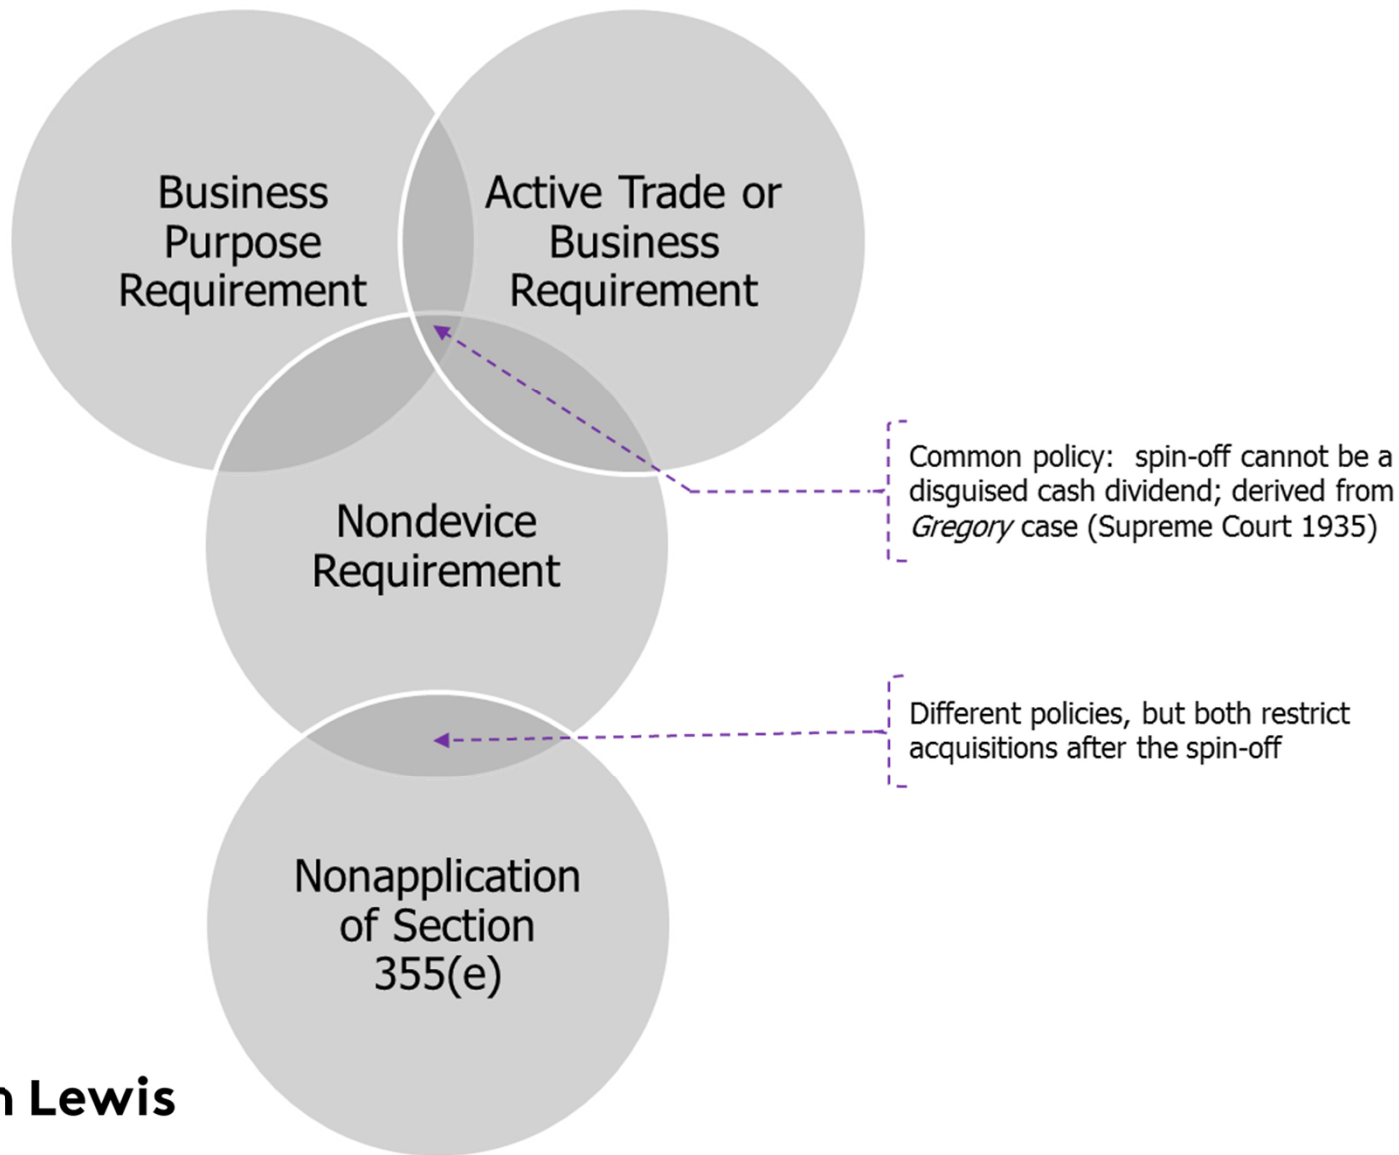 Business
Purpose
Requirement
Active Trade or
Business
Requirement
Nondevice
Requirement
Common policy:  spin-off cannot be a
disguised cash dividend; derived from
Gregory case (Supreme Court 1935)
Different policies, but both restrict
acquisitions after the spin-off
Nonapplication
of Section
355(e)
Lewis